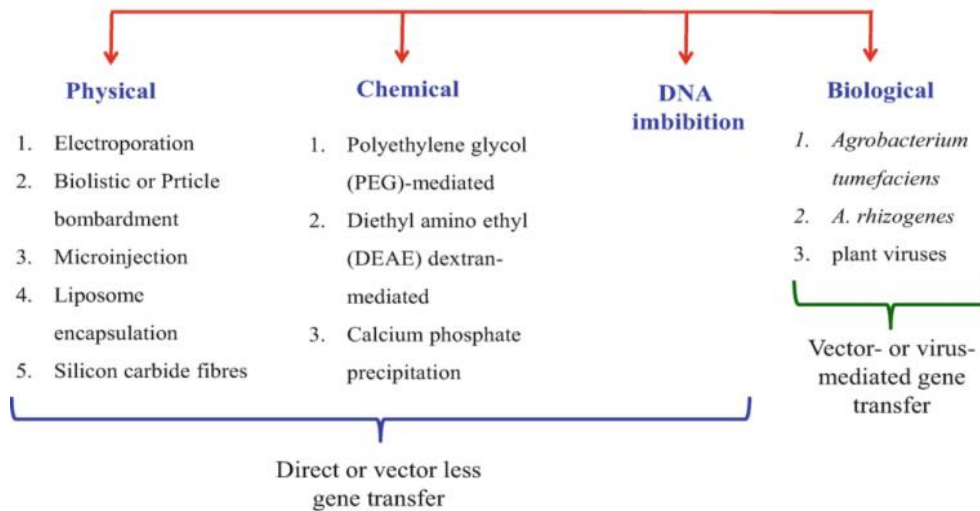 Physical
1. Electroporation
2. Biolistic or Prticle
bombardment
3. Microinjection
4. Liposome
encapsulation
5. Silicon carbide fibres
Chemical
1. Polyethylene glycol
(PEG)-mediated
2. Diethyl amino ethyl
(DEAE) dextran-
mediated
3. Calcium phosphate
precipitation
DNA
imbibition
Biological
1. Agrobacterium
tumefaciens
2. A. rhizogenes
3. plant viruses
Direct or vector less
gene transfer
Vector- or virus-
mediated gene
transfer